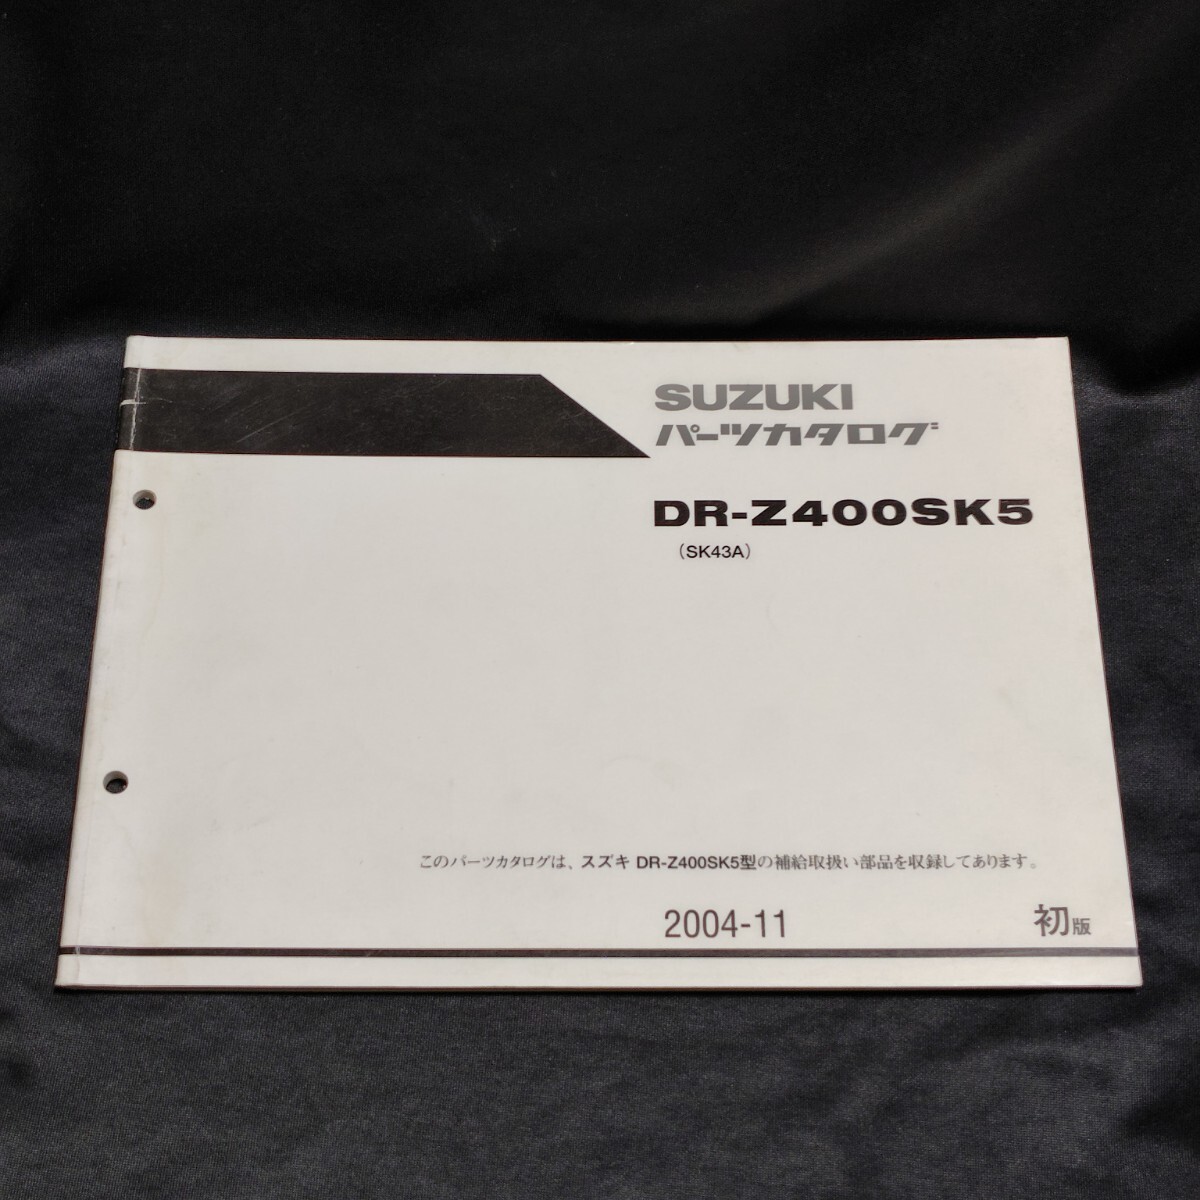 SUZUKI
パーツカタログ
DR-Z400SK5
(SK43A)
このパーツカタログは、スズキ DR-Z400SK5型の補給取扱い部品を収録してあります。
2004-11 初版